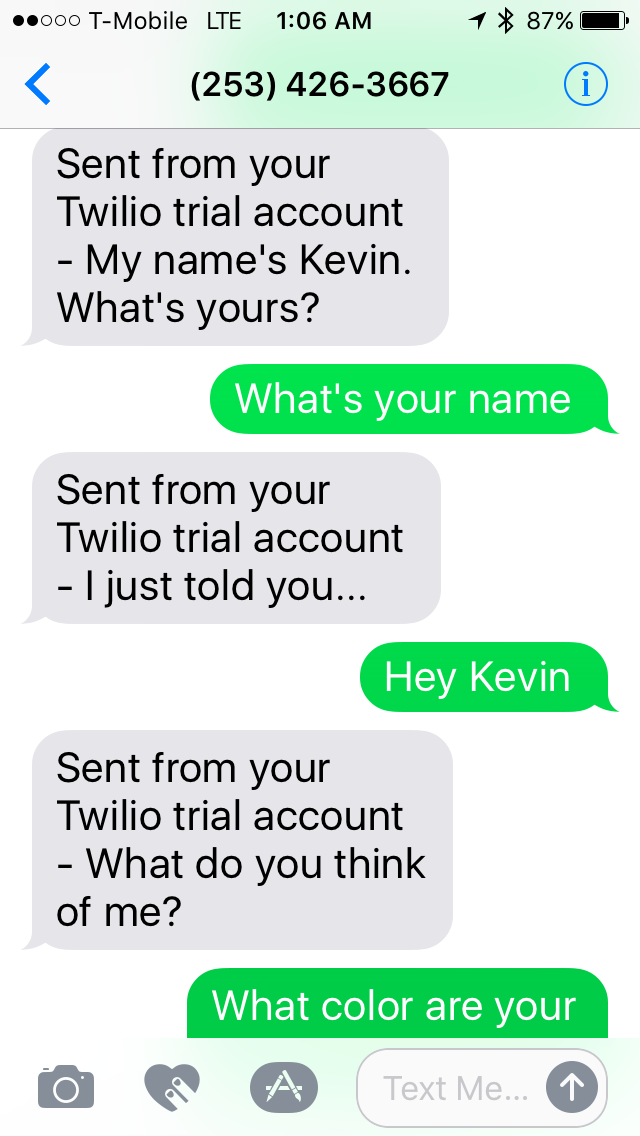 T-Mobile LTE 1:06 AM 87%
(253) 426-3667
Sent from your
Twilio trial account
- My name's Kevin.
What's yours?
What's your name
Sent from your
Twilio trial account
- I just told you...
Hey Kevin
Sent from your
Twilio trial account
- What do you think
of me?
What color are your
Text Me...